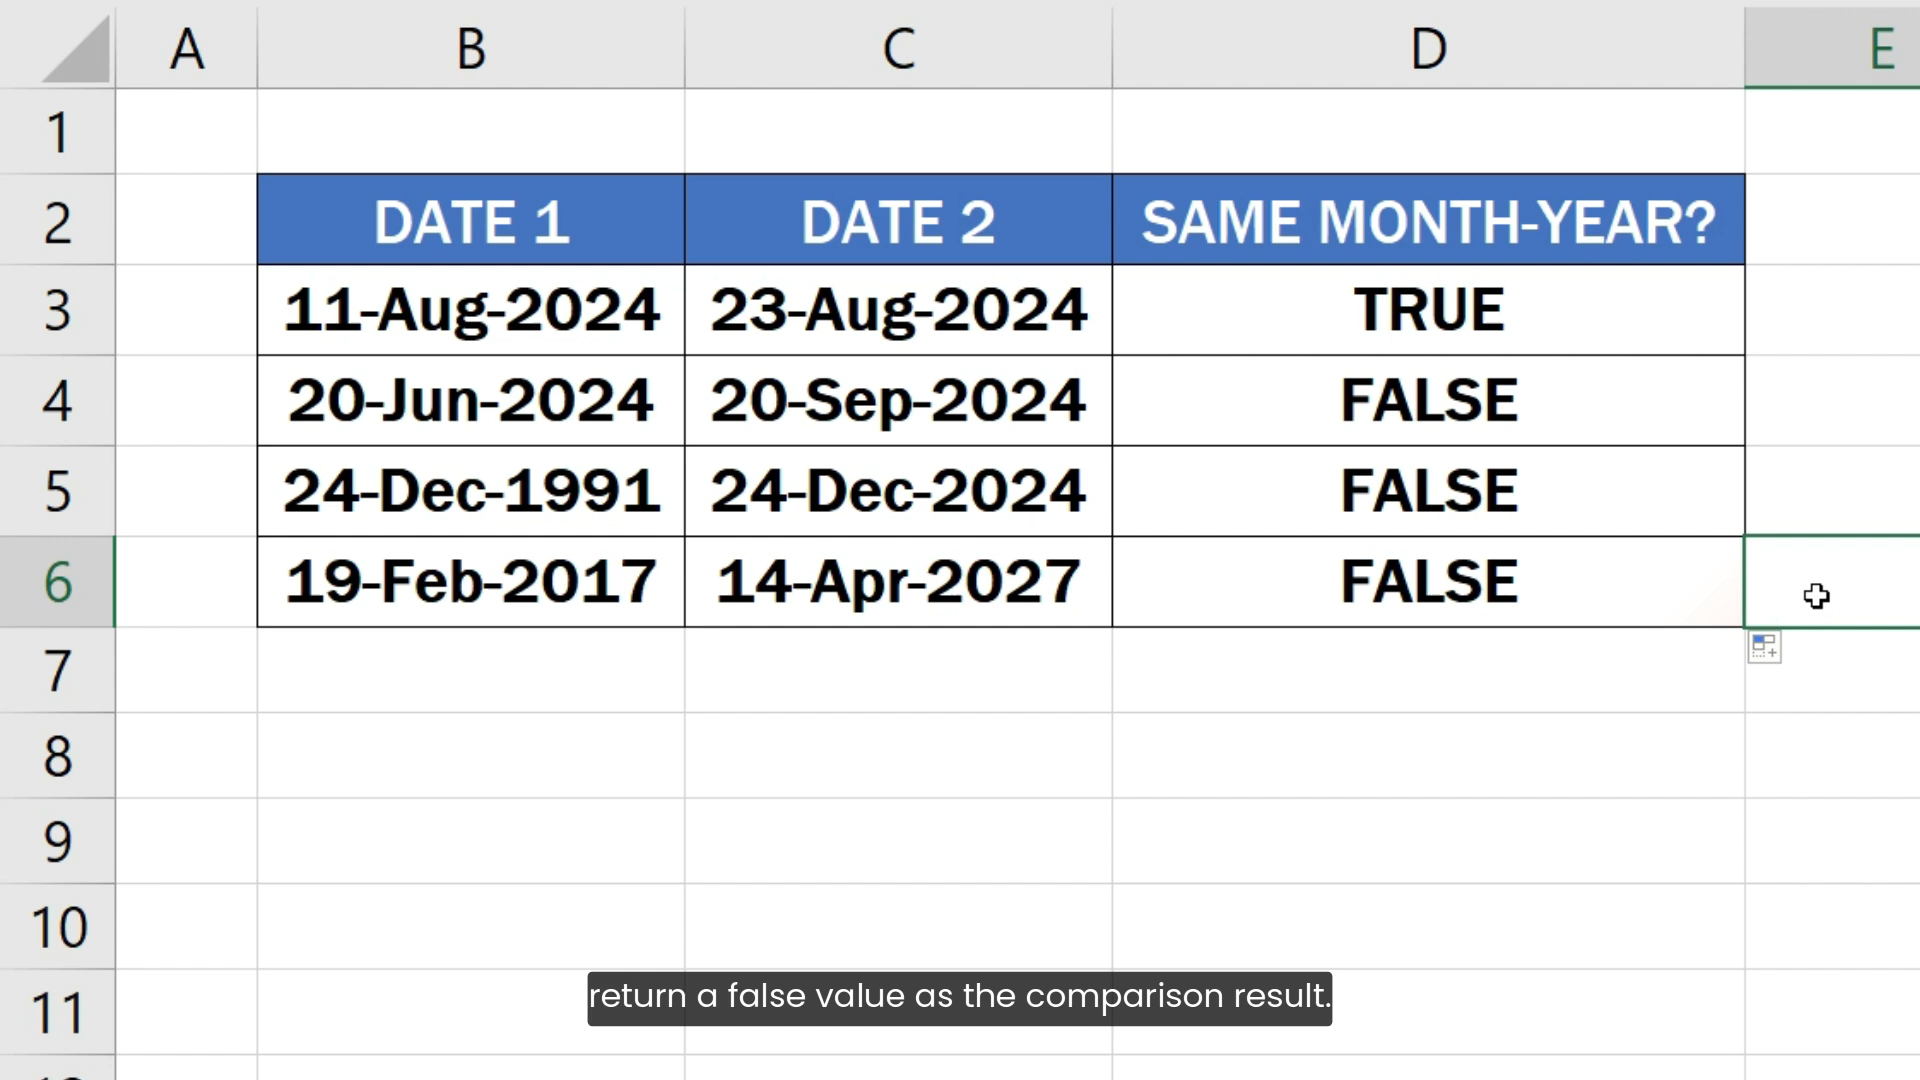 A B C D E
1
2 DATE 1 DATE 2 SAME MONTH-YEAR?
3 11-Aug-2024 23-Aug-2024 TRUE
4 20-Jun-2024 20-Sep-2024 FALSE
5 24-Dec-1991 24-Dec-2024 FALSE
6 19-Feb-2017 14-Apr-2027 FALSE
7
8
9
10
11
return a false value as the comparison result.